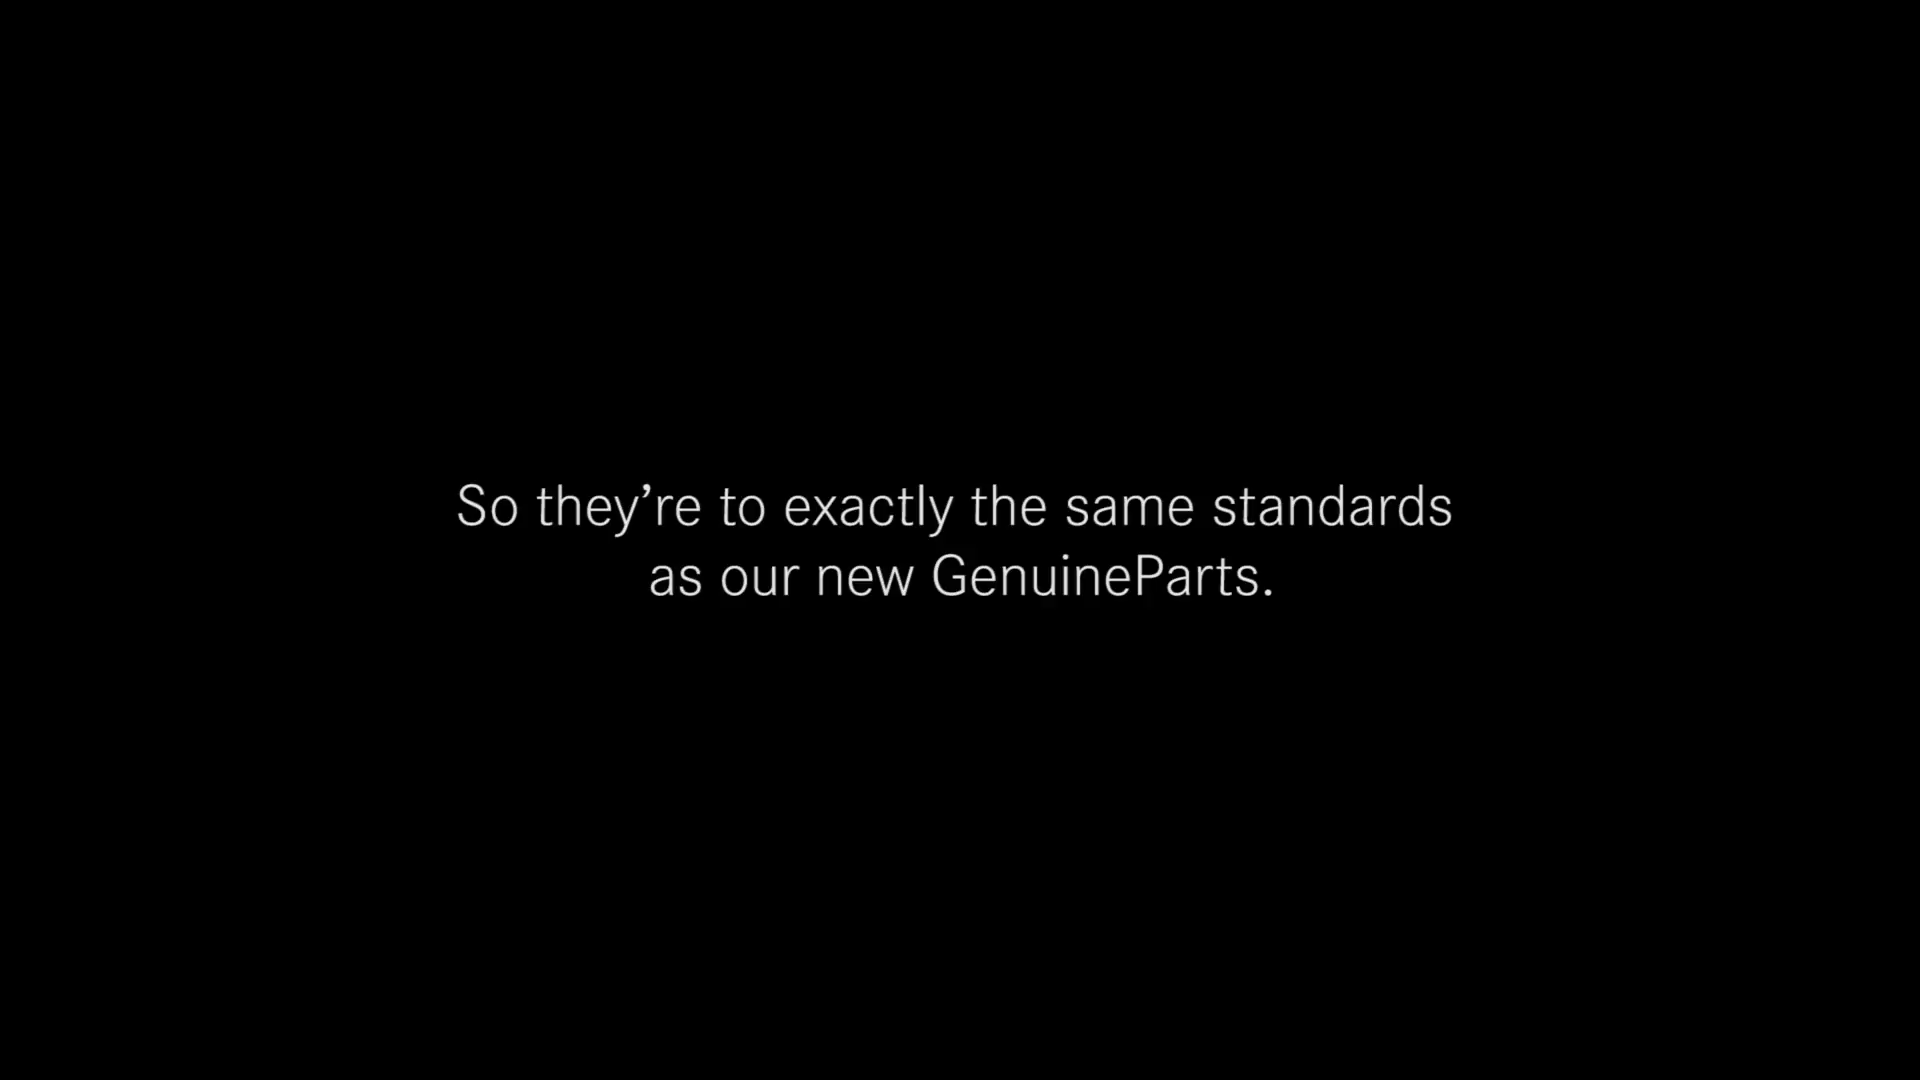 So they’re to exactly the same standards
as our new GenuineParts.